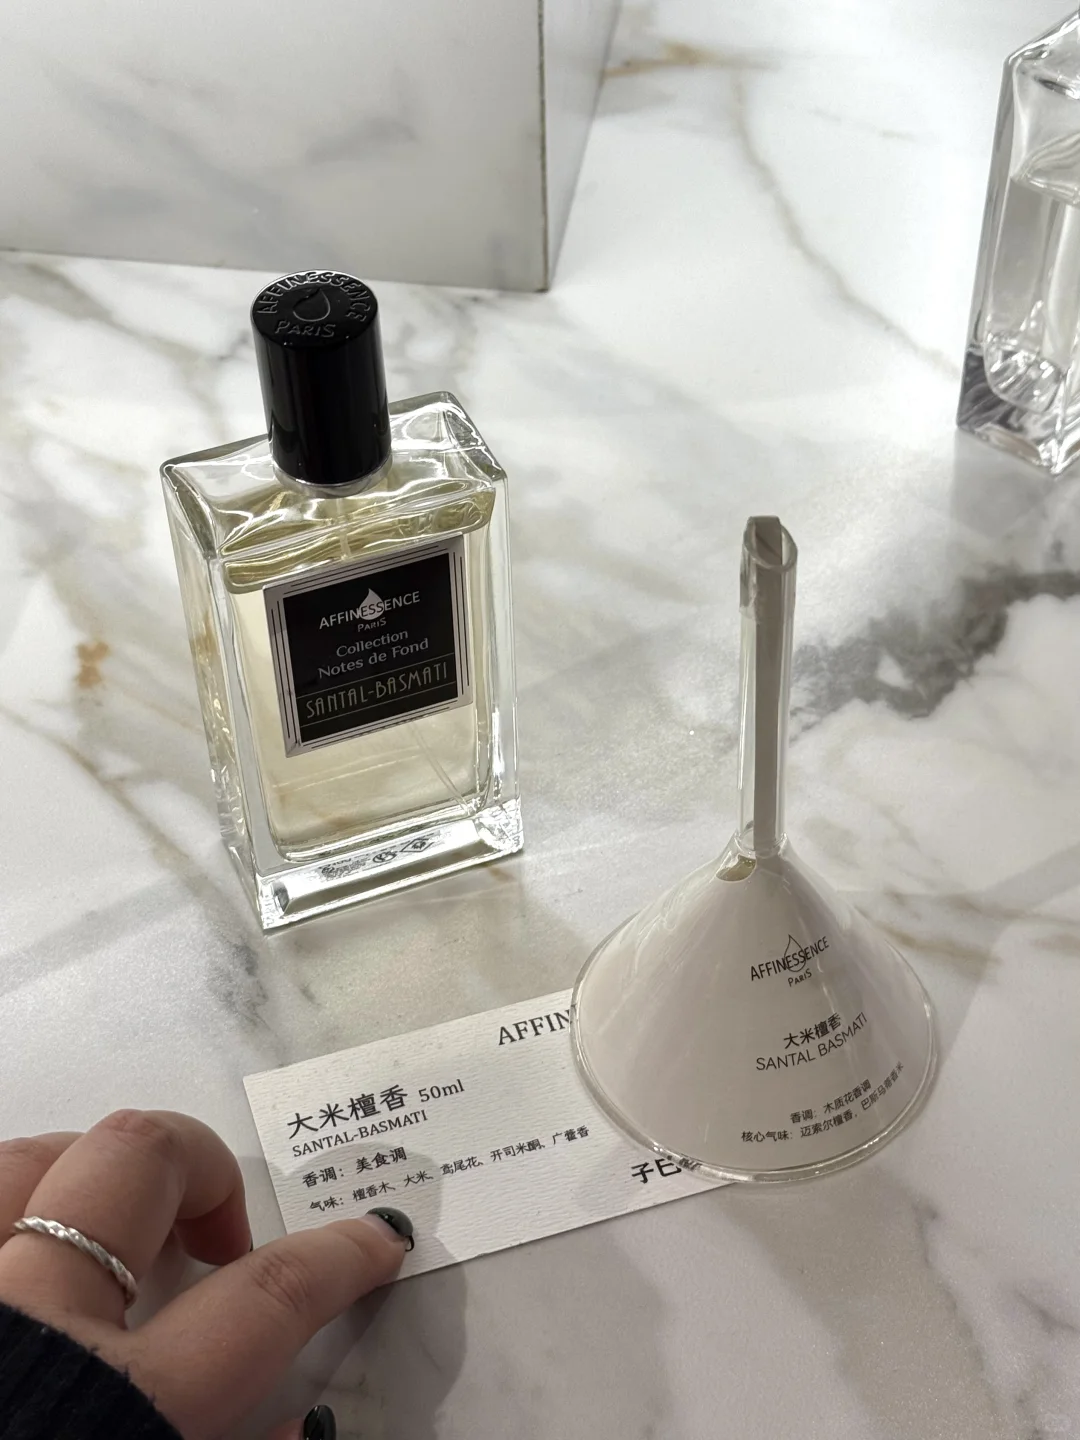 AFFINESSENCE
PARIS
AFFINESSENCE
PARIS
Collection
Notes de Fond
SANTAL-BASMATI
AFFINESSENCE
PARIS
大米檀香
SANTAL BASMATI
香调：木质花香调
核心气味：迈索尔檀香，巴斯马蒂香米
AFFIN
大米檀香 50ml
SANTAL-BASMATI
香调：美食调
气味：檀香木、大米、鸢尾花、开司米酮、广藿香